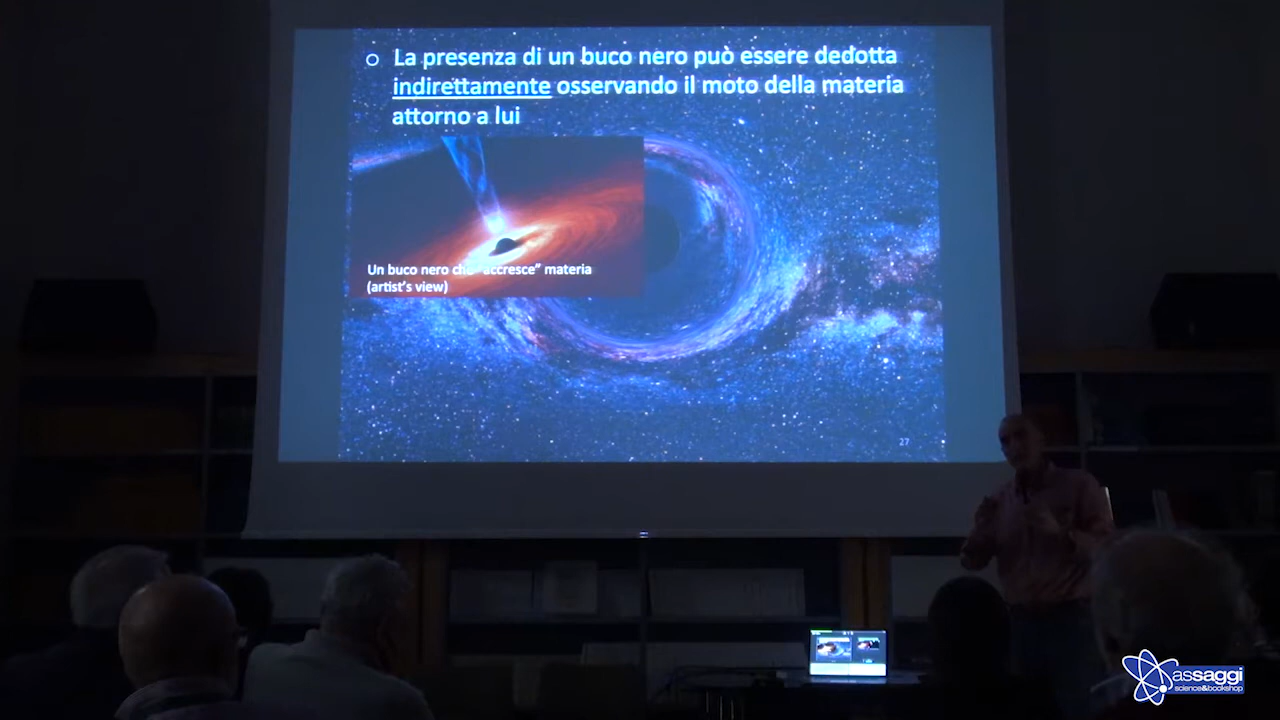 La presenza di un buco nero può essere dedotta
indirettamente osservando il moto della materia
attorno a lui
Un buco nero che "accresce" materia
(artist's view)
27
assaggi
science&bookshop